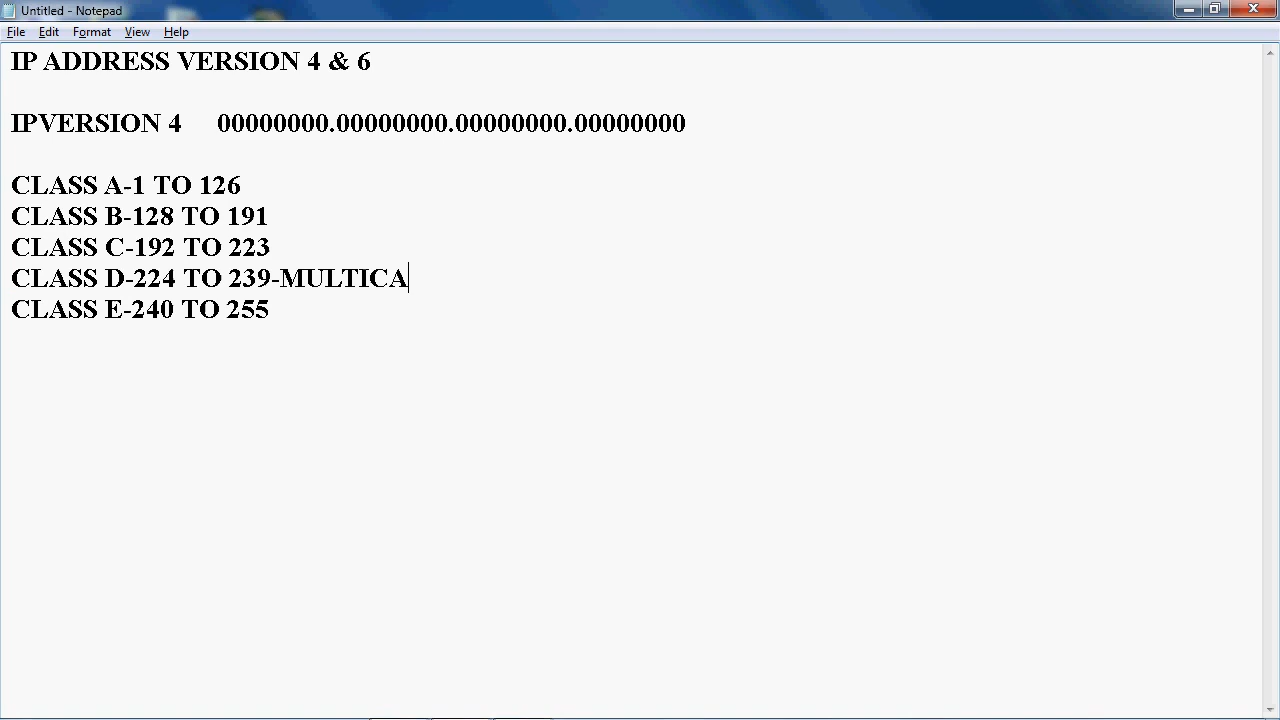 Untitled - Notepad
File Edit Format View Help
IP ADDRESS VERSION 4 & 6
IPVERSION 4 00000000.00000000.00000000.00000000
CLASS A-1 TO 126
CLASS B-128 TO 191
CLASS C-192 TO 223
CLASS D-224 TO 239-MULTICA
CLASS E-240 TO 255